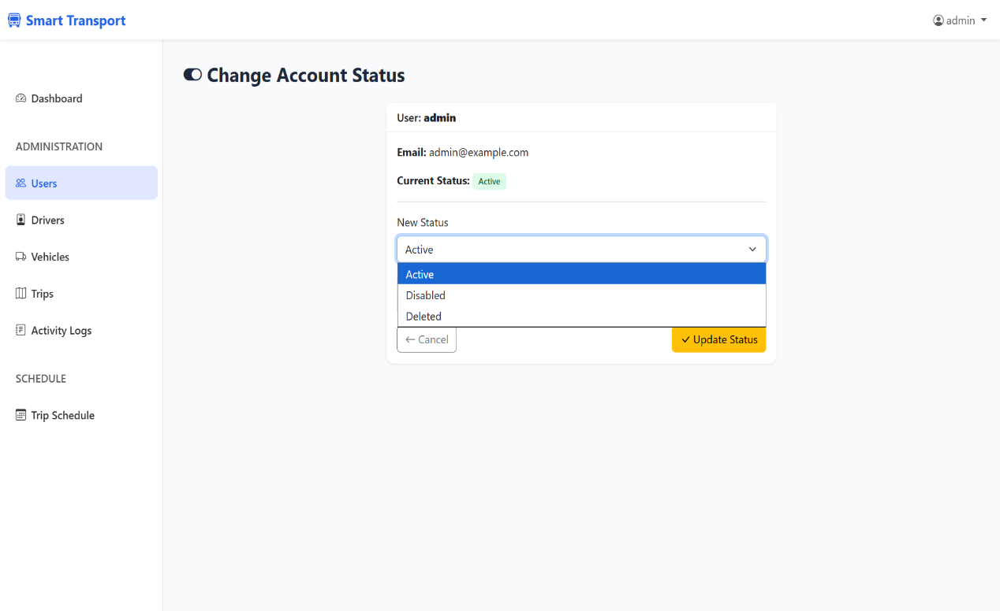 Smart Transport
admin
Dashboard
ADMINISTRATION
Users
Drivers
Vehicles
Trips
Activity Logs
SCHEDULE
Trip Schedule
Change Account Status
User: admin
Email: admin@example.com
Current Status: Active
New Status
Active
Active
Disabled
Deleted
Cancel
Update Status